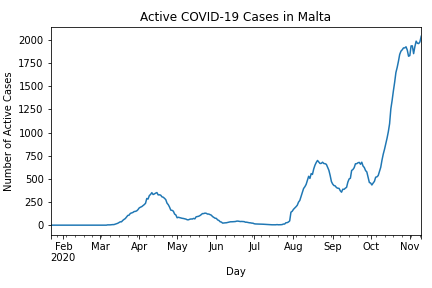 Active COVID-19 Cases in Malta
Number of Active Cases
2000
1750
1500
1250
1000
750
500
250
0
Feb Mar Apr May Jun Jul Aug Sep Oct Nov
2020
Day